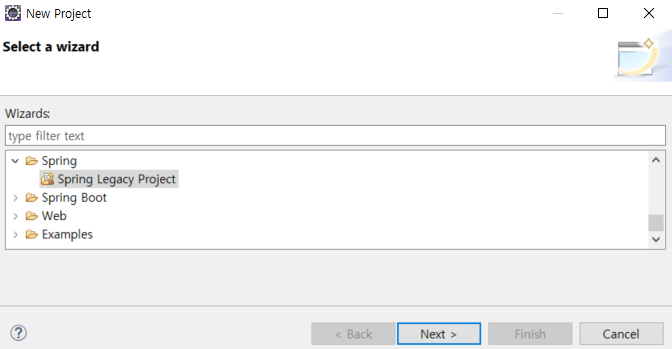 New Project
Select a wizard
Wizards:
type filter text
Spring
Spring Legacy Project
Spring Boot
Web
Examples
?
< Back Next > Finish Cancel